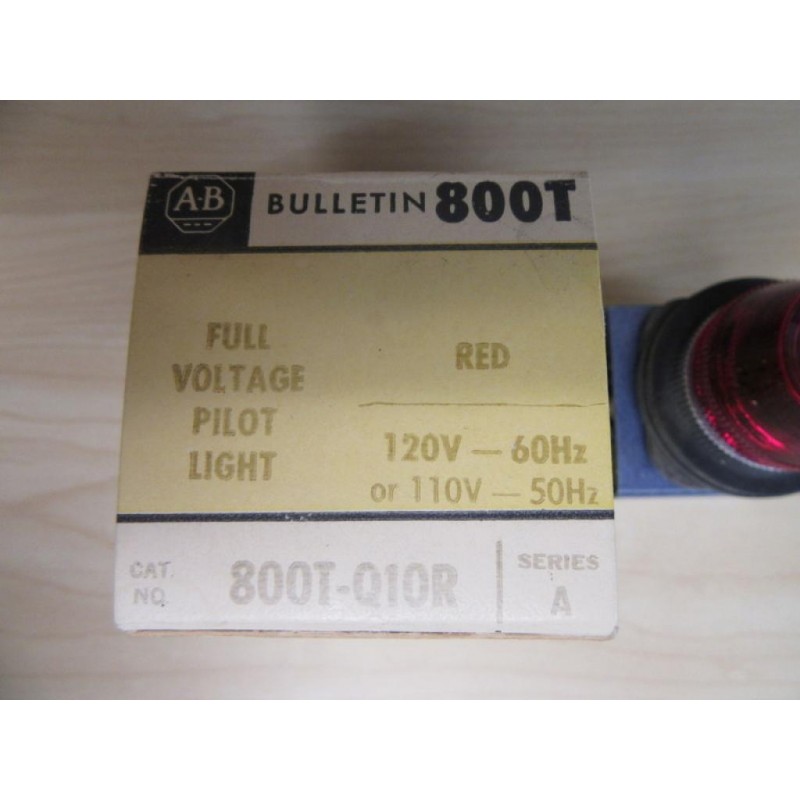 A-B BULLETIN 800T
FULL
VOLTAGE
PILOT
LIGHT
RED
120V — 60Hz
or 110V — 50Hz
CAT.
NO.
800T-Q10R
SERIES
A